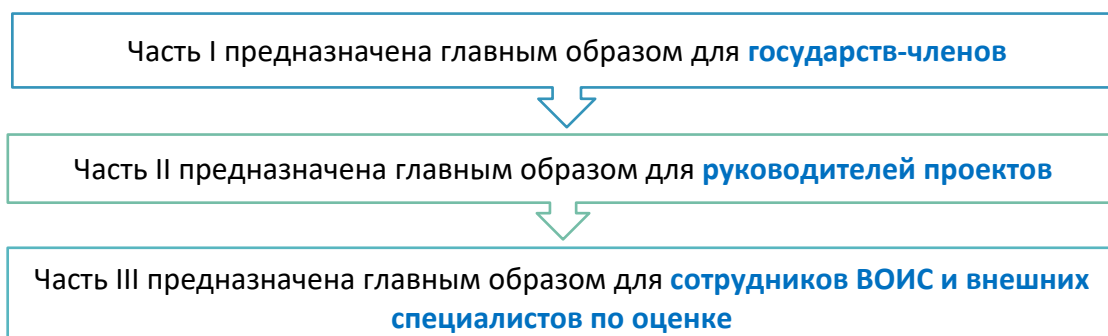 Часть I предназначена главным образом для государств-членов
Часть II предназначена главным образом для руководителей проектов
Часть III предназначена главным образом для сотрудников ВОИС и внешних
специалистов по оценке